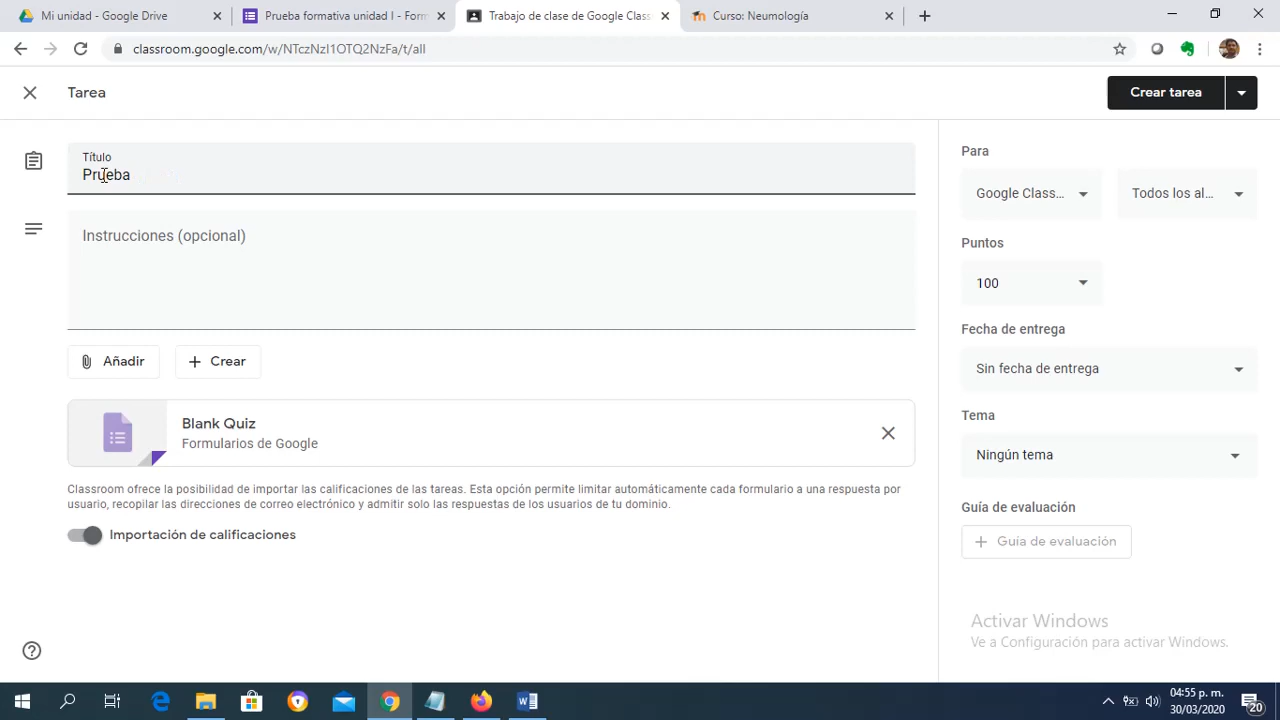 Mi unidad - Google Drive
Prueba formativa unidad I - Form
Trabajo de clase de Google Class
Curso: Neumología
classroom.google.com/w/NTczNzI1OTQ2NzFa/t/all
Tarea
Crear tarea
Título
Prueba
Instrucciones (opcional)
Añadir
Crear
Blank Quiz
Formularios de Google
Classroom ofrece la posibilidad de importar las calificaciones de las tareas. Esta opción permite limitar automáticamente cada formulario a una respuesta por
usuario, recopilar las direcciones de correo electrónico y admitir solo las respuestas de los usuarios de tu dominio.
Importación de calificaciones
Para
Google Class...
Todos los al...
Puntos
100
Fecha de entrega
Sin fecha de entrega
Tema
Ningún tema
Guía de evaluación
Guía de evaluación
Activar Windows
Ve a Configuración para activar Windows.
04:55 p. m.
30/03/2020
20